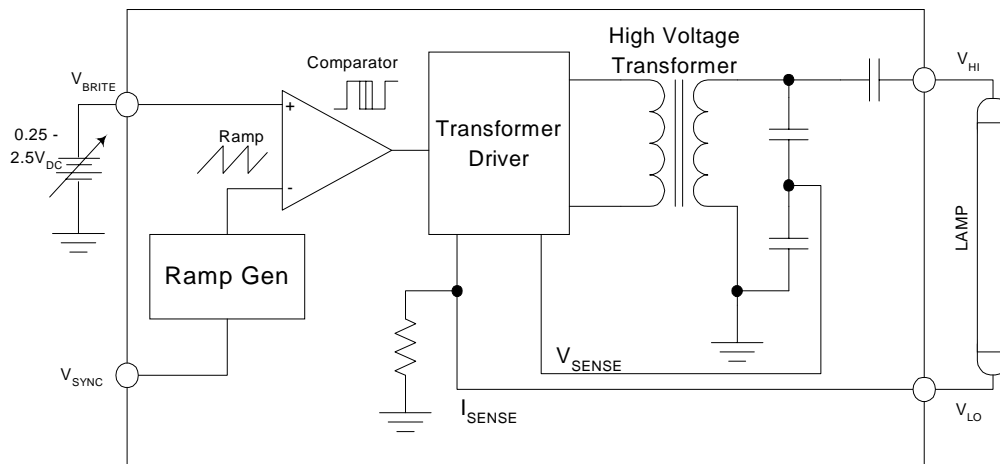 High Voltage
Transformer
V_BRITE
Comparator
V_HI
0.25 -
2.5V_DC
+
Ramp
-
Transformer
Driver
LAMP
Ramp Gen
V_SENSE
V_SYNC
I_SENSE
V_LO